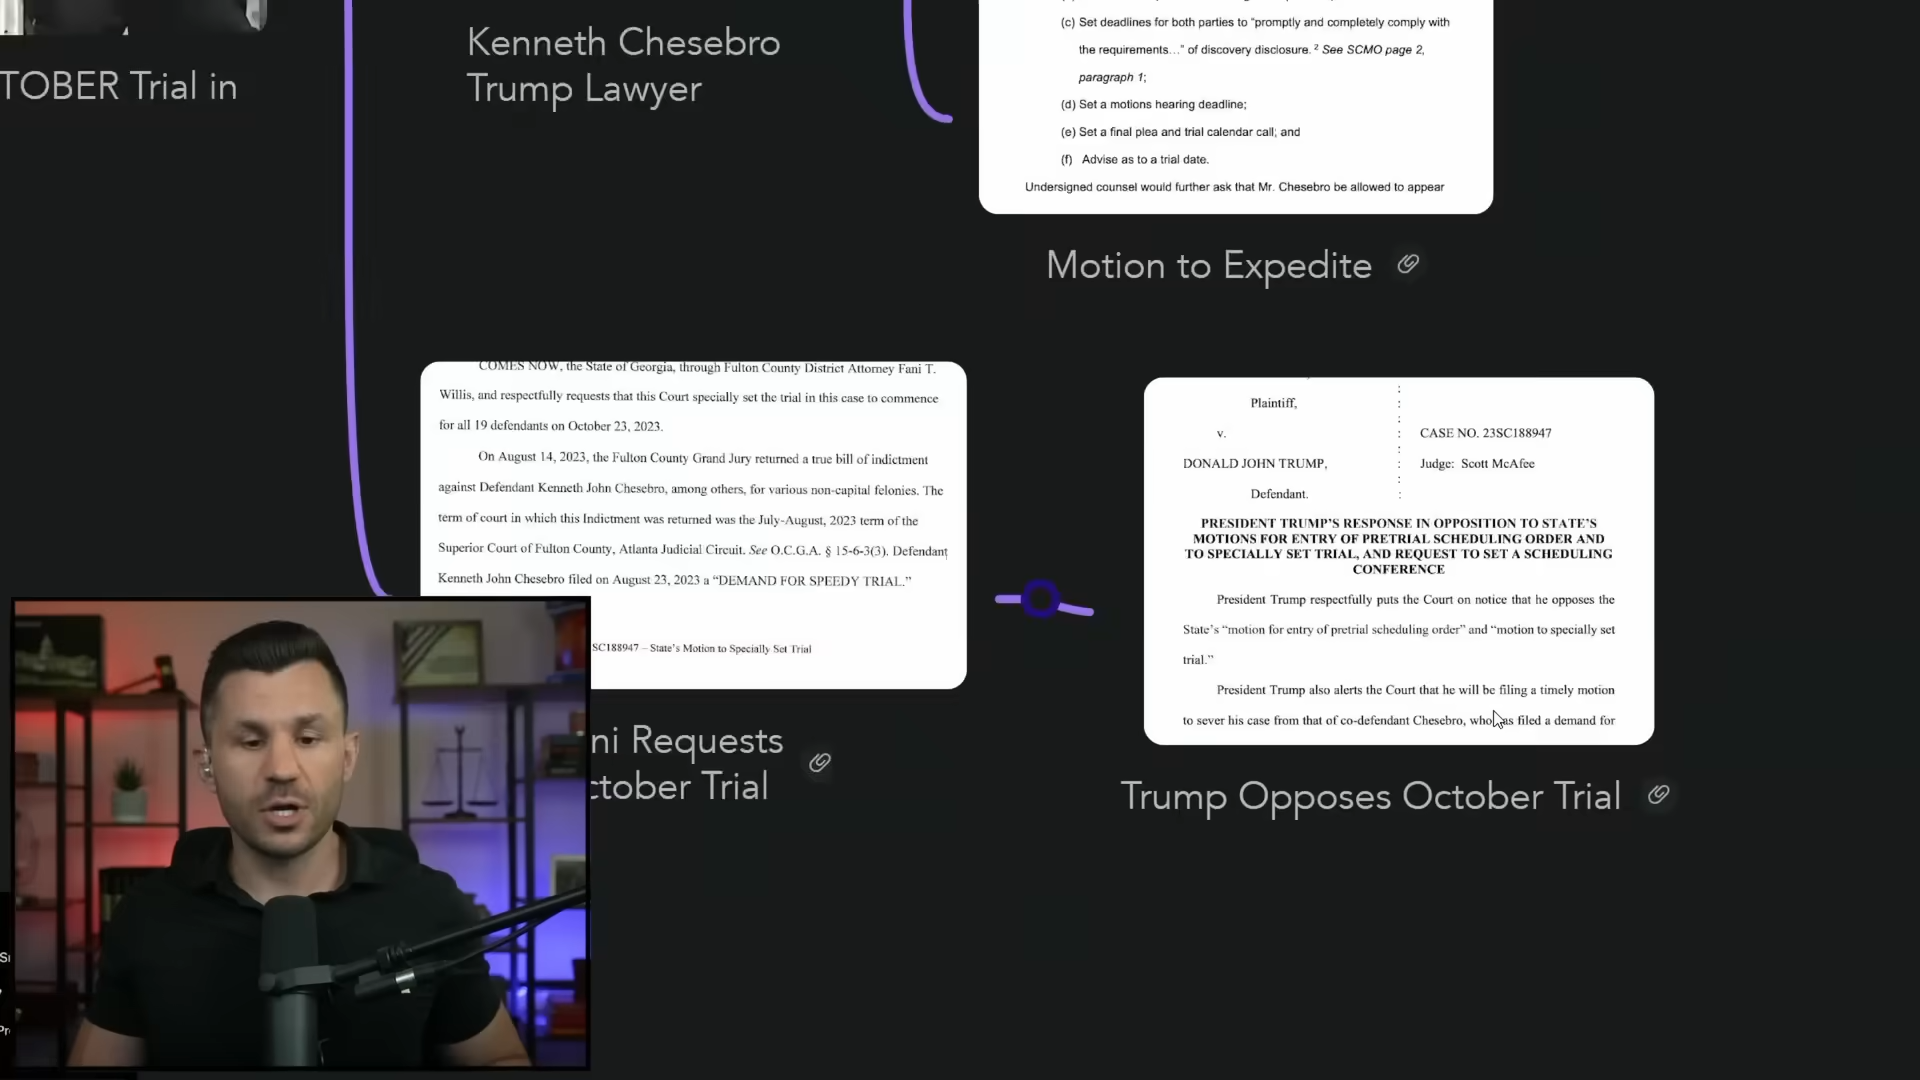 TOBER Trial in
Kenneth Chesebro
Trump Lawyer
(c) Set deadlines for both parties to “promptly and completely comply with
the requirements…” of discovery disclosure. 2 See SCMO page 2,
paragraph 1;
(d) Set a motions hearing deadline;
(e) Set a final plea and trial calendar call; and
(f) Advise as to a trial date.
Undersigned counsel would further ask that Mr. Chesebro be allowed to appear
Motion to Expedite
COMES NOW, the State of Georgia, through Fulton County District Attorney Fani T.
Willis, and respectfully requests that this Court specially set the trial in this case to commence
for all 19 defendants on October 23, 2023.
On August 14, 2023, the Fulton County Grand Jury returned a true bill of indictment
against Defendant Kenneth John Chesebro, among others, for various non-capital felonies. The
term of court in which this Indictment was returned was the July-August, 2023 term of the
Superior Court of Fulton County, Atlanta Judicial Circuit. See O.C.G.A. § 15-6-3(3). Defendant
Kenneth John Chesebro filed on August 23, 2023 a “DEMAND FOR SPEEDY TRIAL.”
SC188947 – State’s Motion to Specially Set Trial
ni Requests
ctober Trial
Plaintiff,
v.
CASE NO. 23SC188947
DONALD JOHN TRUMP,
Judge: Scott McAfee
Defendant.
PRESIDENT TRUMP’S RESPONSE IN OPPOSITION TO STATE’S
MOTIONS FOR ENTRY OF PRETRIAL SCHEDULING ORDER AND
TO SPECIALLY SET TRIAL, AND REQUEST TO SET A SCHEDULING
CONFERENCE
President Trump respectfully puts the Court on notice that he opposes the
State’s “motion for entry of pretrial scheduling order” and “motion to specially set
trial.”
President Trump also alerts the Court that he will be filing a timely motion
to sever his case from that of co-defendant Chesebro, who has filed a demand for
Trump Opposes October Trial